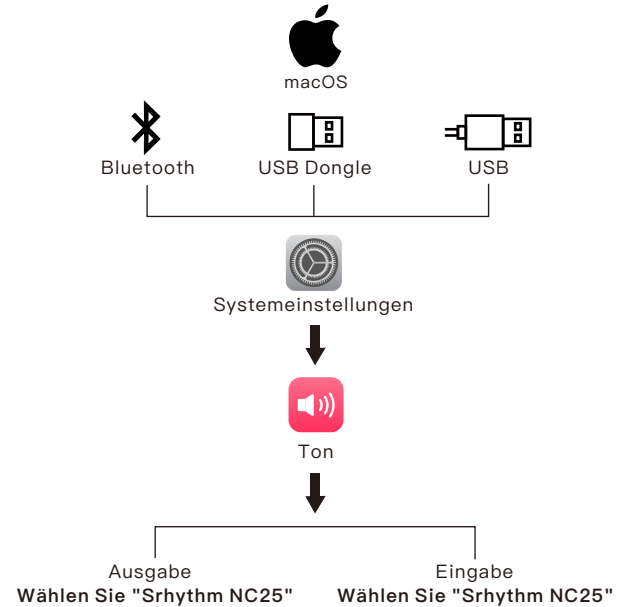 macOS
Bluetooth USB Dongle USB
Systemeinstellungen
Ton
Ausgabe Eingabe
Wählen Sie "Srhythm NC25" Wählen Sie "Srhythm NC25"